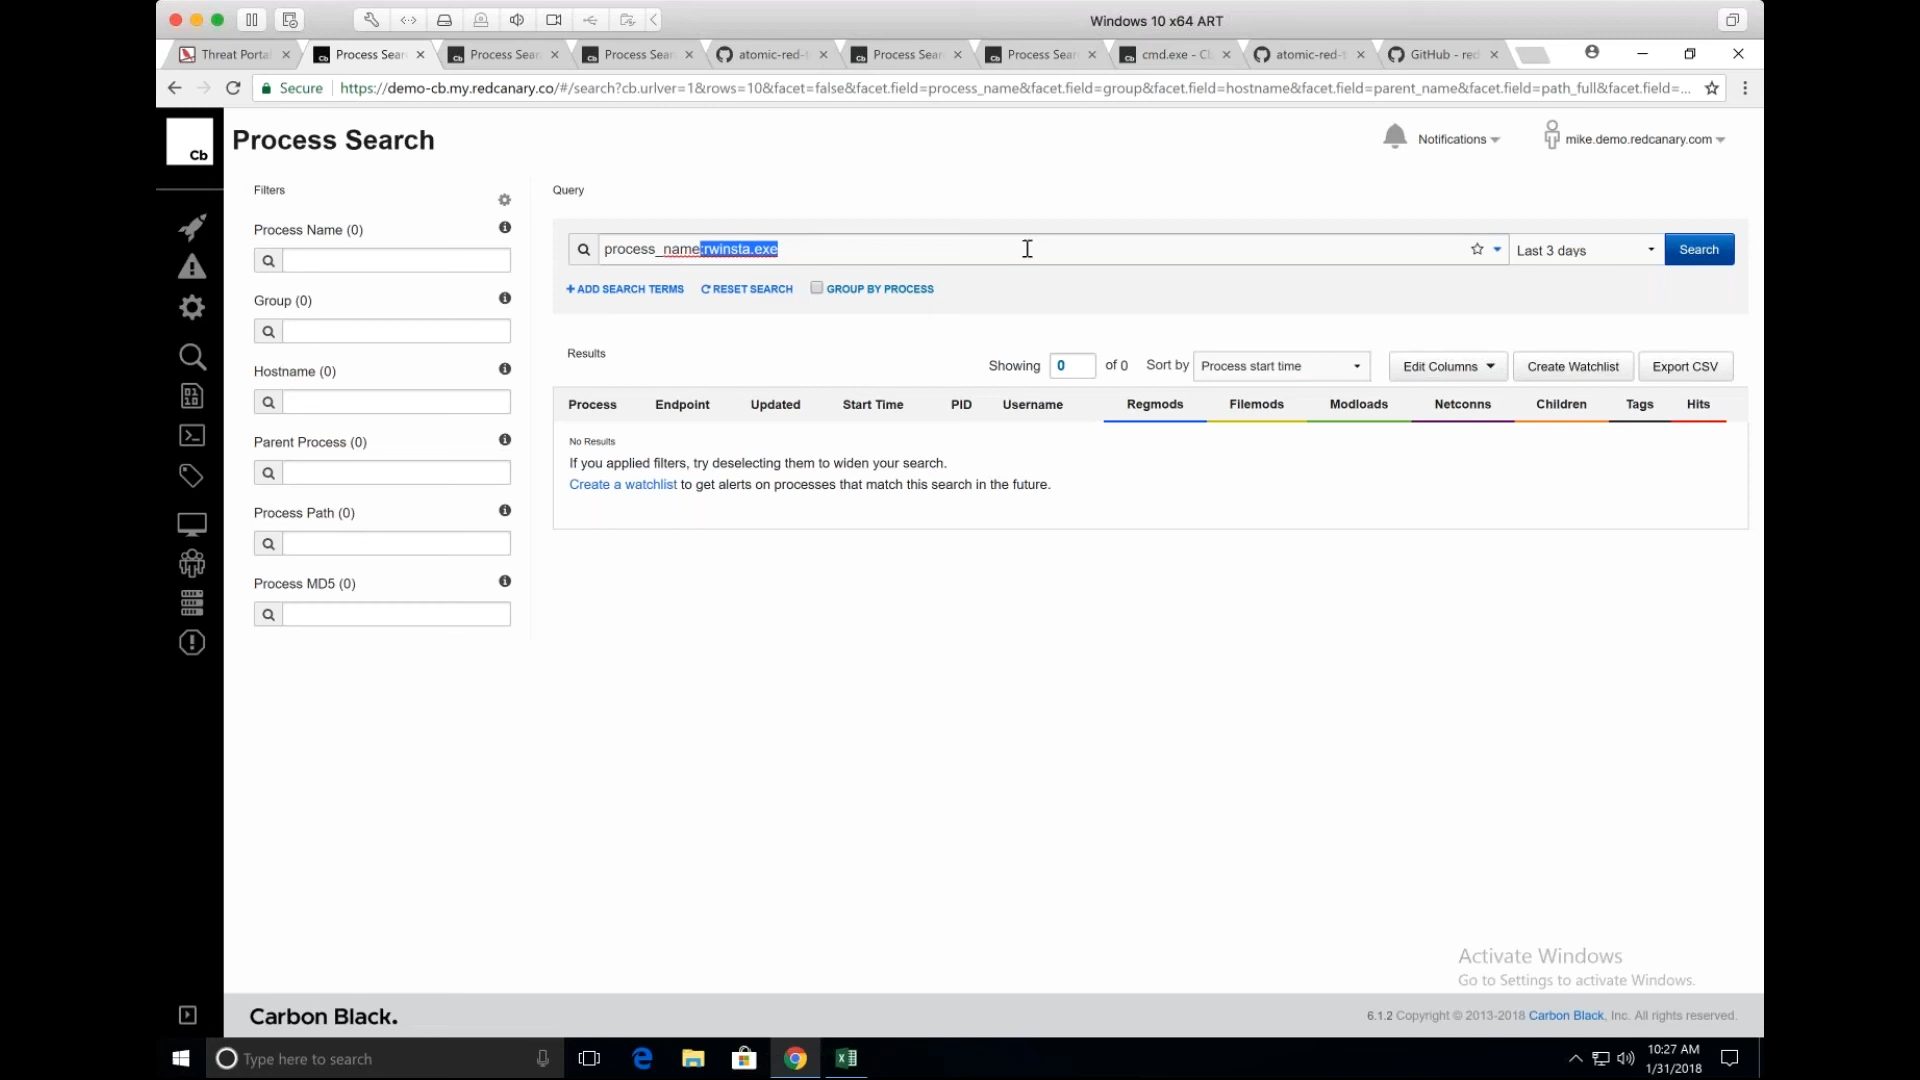 Windows 10 x64 ART
Threat Porta
Process Sear
Process Sear
Process Sear
atomic-red-t
Process Sear
Process Sear
cmd.exe - C
atomic-red-t
GitHub - red
Secure
https://demo-cb.my.redcanary.co/#/search?cb.urlver=1&rows=10&facet=false&facet.field=process_name&facet.field=group&facet.field=hostname&facet.field=parent_name&facet.field=path_full&facet.field=...
Cb
Process Search
Notifications
mike.demo.redcanary.com
Filters
Process Name (0)
Group (0)
Hostname (0)
Parent Process (0)
Process Path (0)
Process MD5 (0)
Query
process_name:rwinsta.exe
Last 3 days
Search
+ ADD SEARCH TERMS
RESET SEARCH
GROUP BY PROCESS
Results
Showing 0 of 0
Sort by Process start time
Edit Columns
Create Watchlist
Export CSV
Process Endpoint Updated Start Time PID Username Regmods Filemods Modloads Netconns Children Tags Hits
No Results
If you applied filters, try deselecting them to widen your search.
Create a watchlist to get alerts on processes that match this search in the future.
Activate Windows
Go to Settings to activate Windows.
Carbon Black.
6.1.2 Copyright © 2013-2018 Carbon Black, Inc. All rights reserved.
Type here to search
10:27 AM
1/31/2018